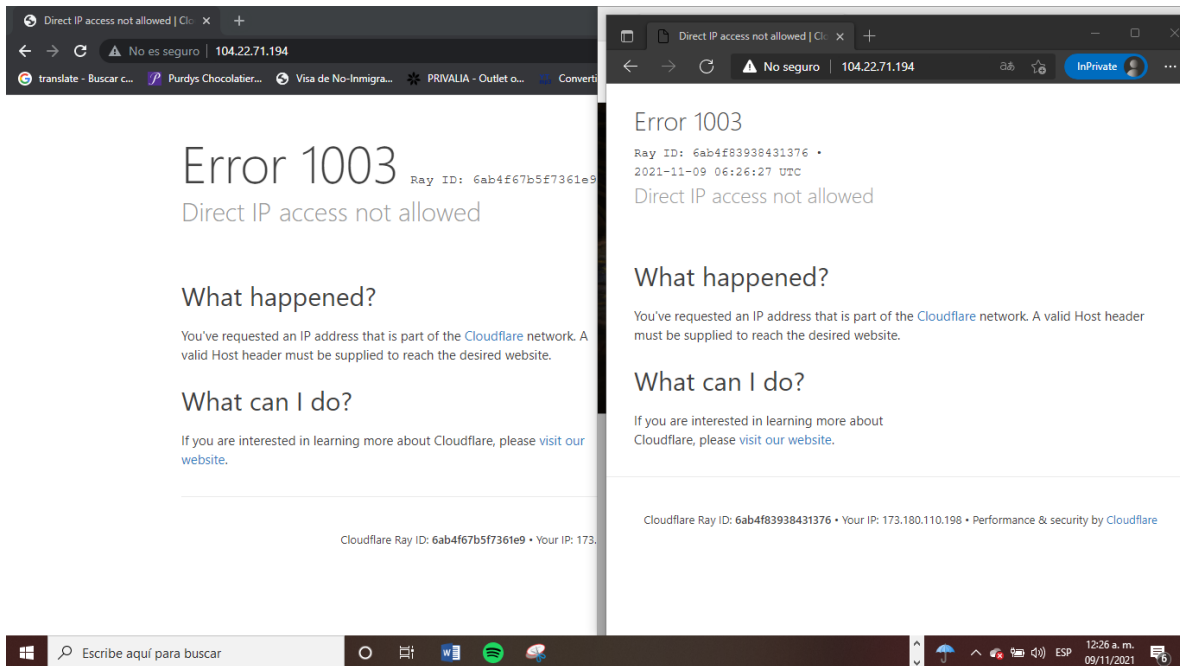 Direct IP access not allowed | Clo
No es seguro | 104.22.71.194
translate - Buscar c... Purdys Chocolatier... Visa de No-Inmigra... PRIVALIA - Outlet o... Converti
Error 1003 Ray ID: 6ab4f67b5f7361e9
Direct IP access not allowed
What happened?
You've requested an IP address that is part of the Cloudflare network. A
valid Host header must be supplied to reach the desired website.
What can I do?
If you are interested in learning more about Cloudflare, please visit our
website.
Cloudflare Ray ID: 6ab4f67b5f7361e9 • Your IP: 173.
Direct IP access not allowed | Clo
No seguro | 104.22.71.194
InPrivate
Error 1003
Ray ID: 6ab4f83938431376 •
2021-11-09 06:26:27 UTC
Direct IP access not allowed
What happened?
You've requested an IP address that is part of the Cloudflare network. A valid Host header
must be supplied to reach the desired website.
What can I do?
If you are interested in learning more about
Cloudflare, please visit our website.
Cloudflare Ray ID: 6ab4f83938431376 • Your IP: 173.180.110.198 • Performance & security by Cloudflare
Escribe aquí para buscar
ESP
12:26 a. m.
09/11/2021
6